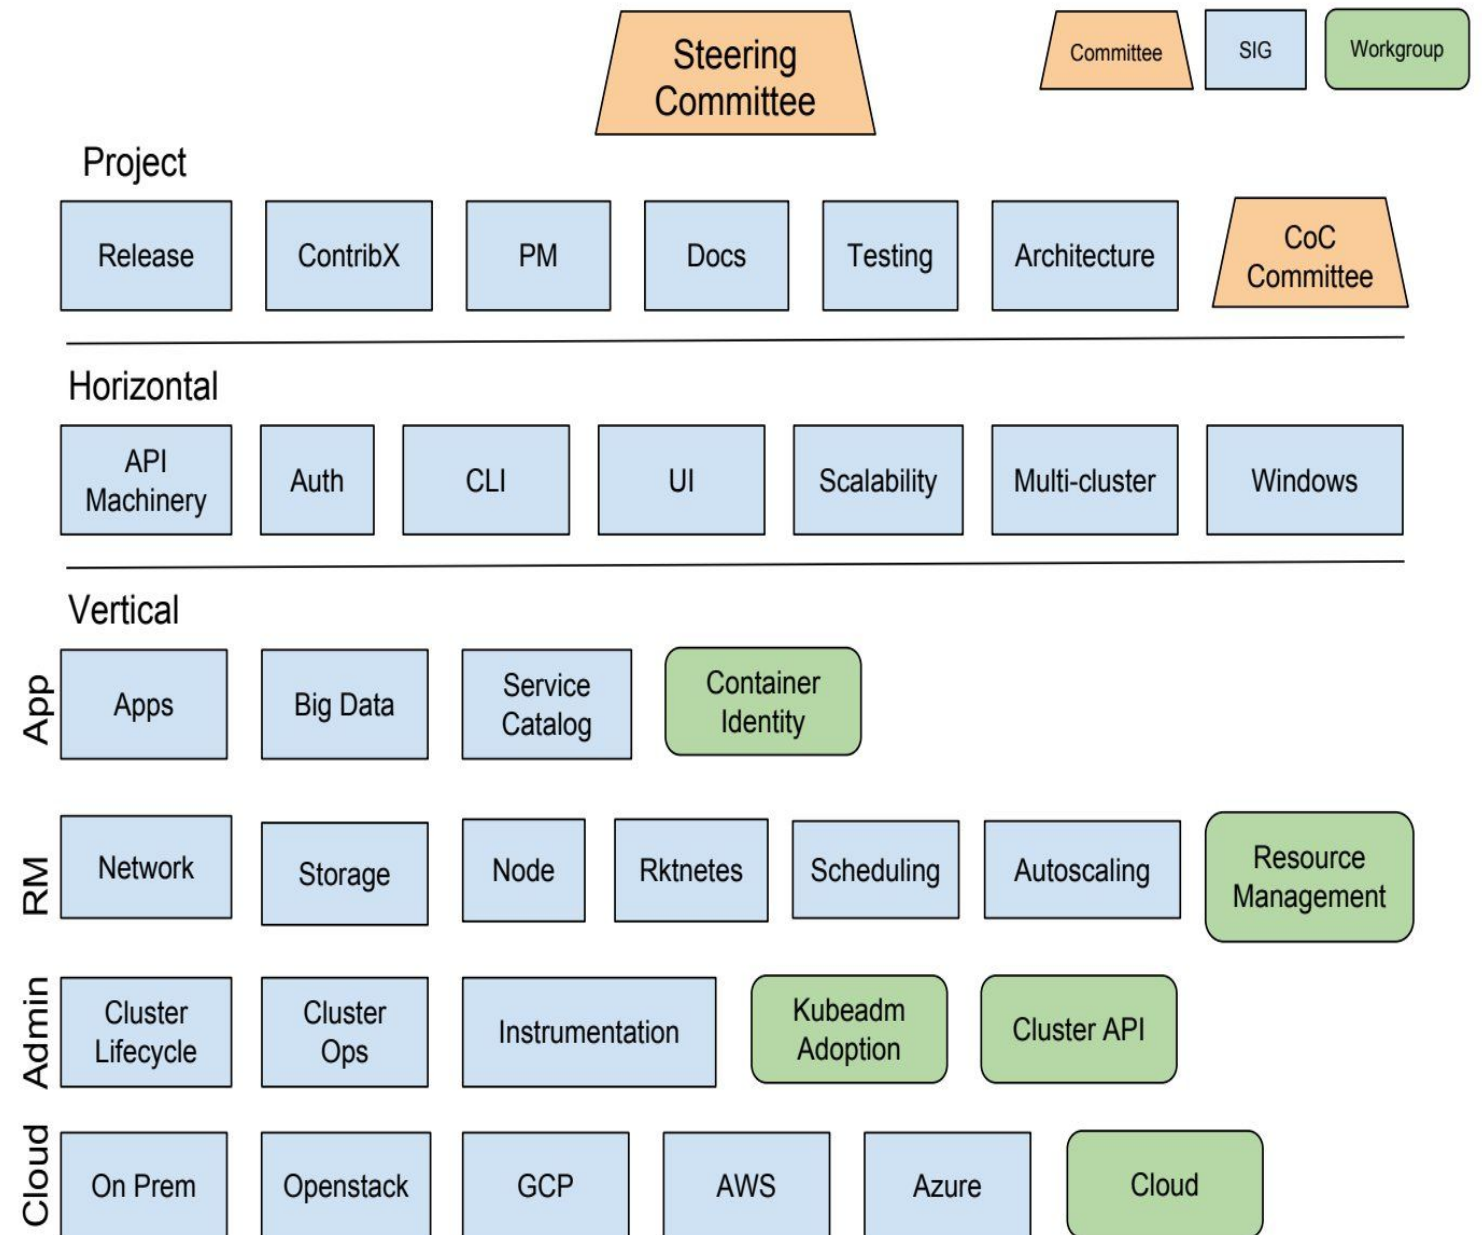 Steering
Committee
Committee
SIG
Workgroup
Project
Release
ContribX
PM
Docs
Testing
Architecture
CoC
Committee
Horizontal
API
Machinery
Auth
CLI
UI
Scalability
Multi-cluster
Windows
Vertical
App
Apps
Big Data
Service
Catalog
Container
Identity
RM
Network
Storage
Node
Rktnetes
Scheduling
Autoscaling
Resource
Management
Admin
Cluster
Lifecycle
Cluster
Ops
Instrumentation
Kubeadm
Adoption
Cluster API
Cloud
On Prem
Openstack
GCP
AWS
Azure
Cloud